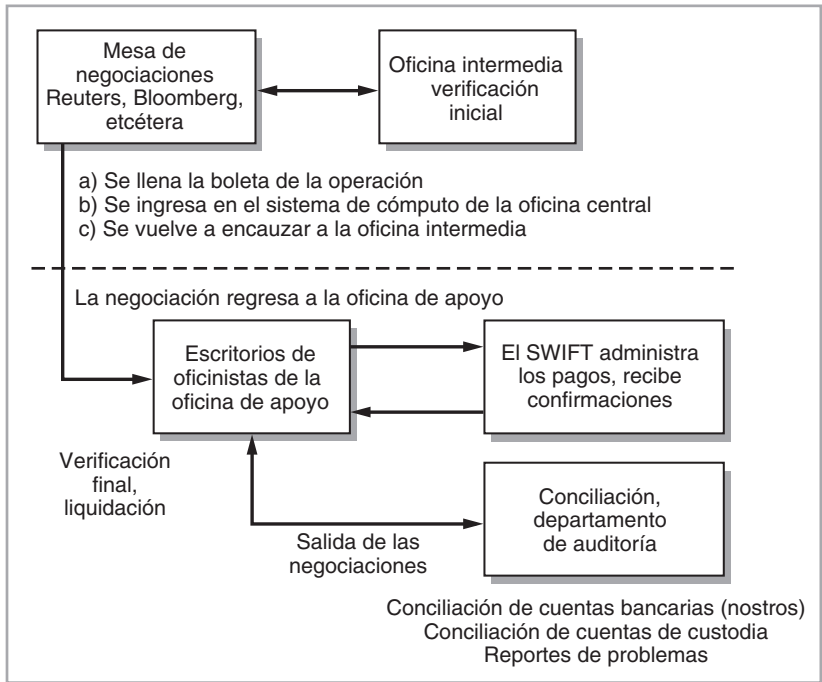 Mesa de
negociaciones
Reuters, Bloomberg,
etcétera
Oficina intermedia
verificación
inicial
a) Se llena la boleta de la operación
b) Se ingresa en el sistema de cómputo de la oficina central
c) Se vuelve a encauzar a la oficina intermedia
La negociación regresa a la oficina de apoyo
Escritorios de
oficinistas de la
oficina de apoyo
El SWIFT administra
los pagos, recibe
confirmaciones
Verificación
final,
liquidación
Salida de las
negociaciones
Conciliación,
departamento
de auditoría
Conciliación de cuentas bancarias (nostros)
Conciliación de cuentas de custodia
Reportes de problemas